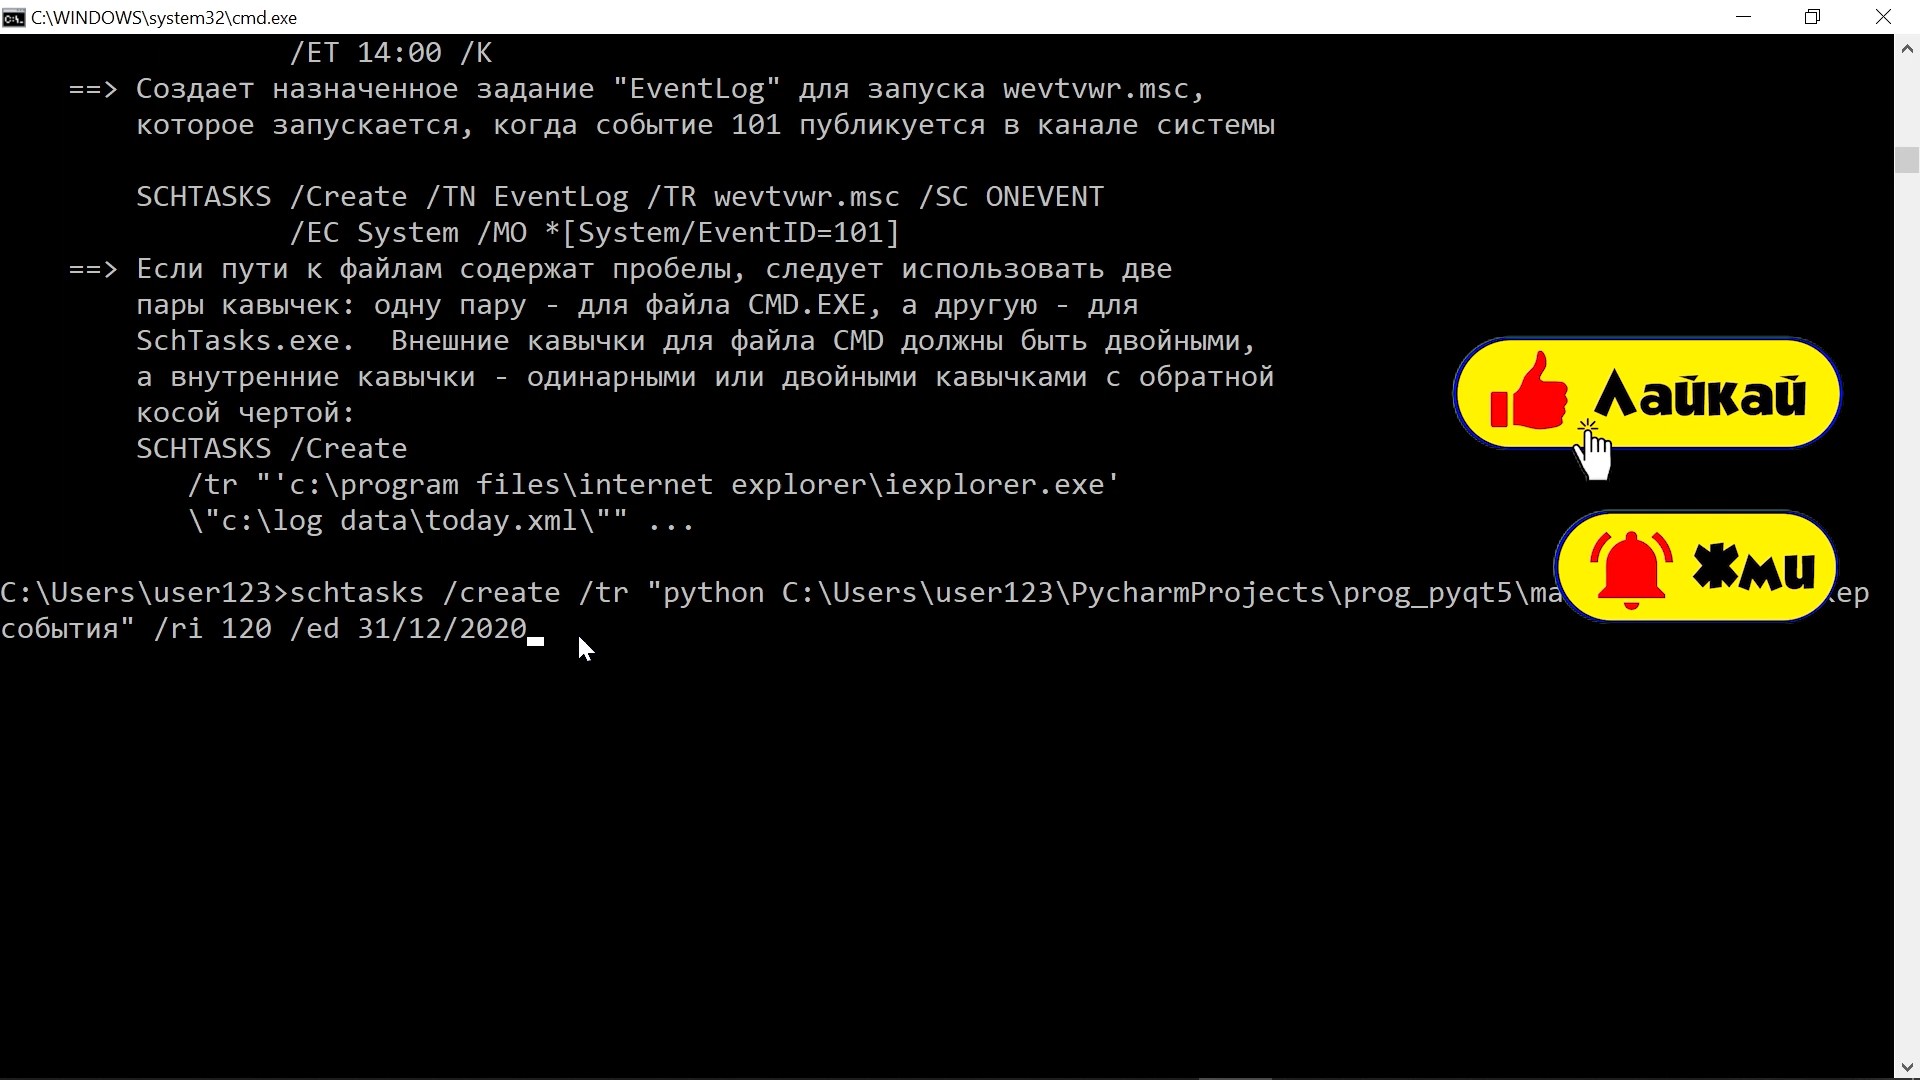 C:\WINDOWS\system32\cmd.exe
/ET 14:00 /K
==> Создает назначенное задание "EventLog" для запуска wevtvwr.msc,
которое запускается, когда событие 101 публикуется в канале системы
SCHTASKS /Create /TN EventLog /TR wevtvwr.msc /SC ONEVENT
/EC System /MO *[System/EventID=101]
==> Если пути к файлам содержат пробелы, следует использовать две
пары кавычек: одну пару - для файла CMD.EXE, а другую - для
SchTasks.exe.  Внешние кавычки для файла CMD должны быть двойными,
а внутренние кавычки - одинарными или двойными кавычками с обратной
косой чертой:
SCHTASKS /Create
/tr "'c:\program files\internet explorer\iexplorer.exe'
\"c:\log data\today.xml\"" ...
C:\Users\user123>schtasks /create /tr "python C:\Users\user123\PycharmProjects\prog_pyqt5\ma
события" /ri 120 /ed 31/12/2020
Лайкай
Жми